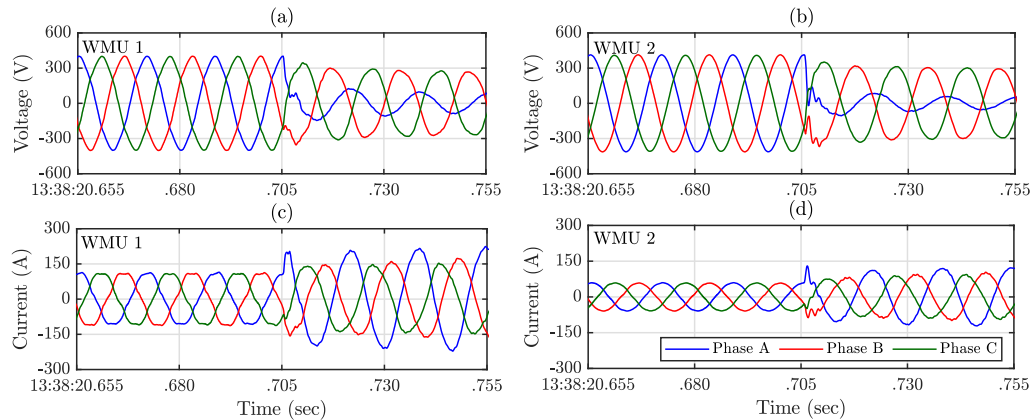 (a)
(b)
600
300
0
-300
-600
Voltage (V)
WMU 1
13:38:20.655
.680
.705
.730
.755
600
300
0
-300
-600
Voltage (V)
WMU 2
13:38:20.655
.680
.705
.730
.755
(c)
(d)
300
150
0
-150
-300
Current (A)
WMU 1
13:38:20.655
.680
.705
.730
.755
Time (sec)
300
150
0
-150
-300
Current (A)
WMU 2
Phase A Phase B Phase C
13:38:20.655
.680
.705
.730
.755
Time (sec)